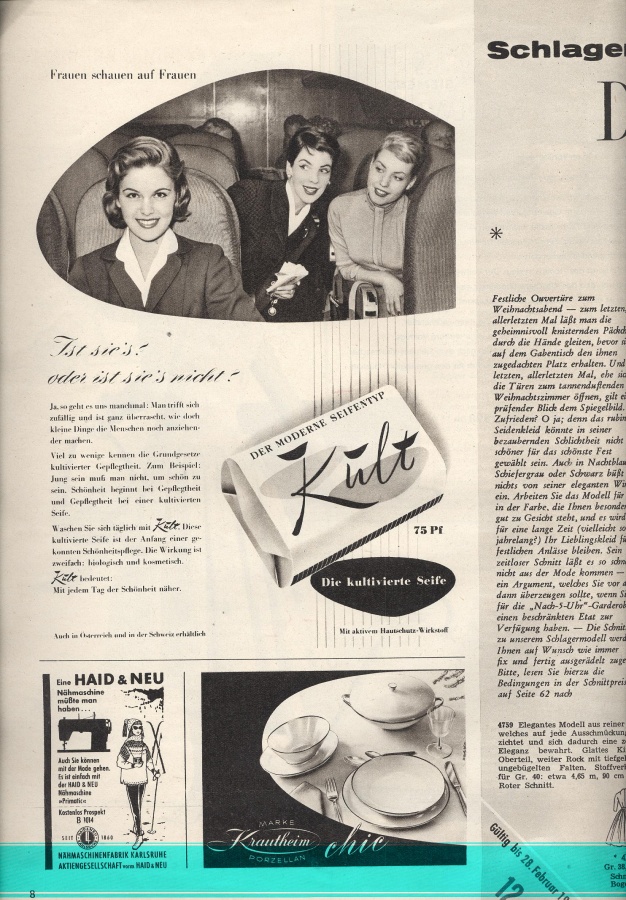 Frauen schauen auf Frauen
Ist sie's?
oder ist sie's nicht?
Ja, so geht es uns manchmal: Man trifft sich
zufällig und ist ganz überrascht, wie doch
kleine Dinge die Menschen noch anziehen-
der machen.
Viel zu wenige kennen die Grundgesetze
kultivierter Gepflegtheit. Zum Beispiel:
Jung sein muß man nicht, um schön zu
sein. Schönheit beginnt bei Gepflegtheit
und Gepflegtheit bei einer kultivierten
Seife.
Waschen Sie sich täglich mit Kült. Diese
kultivierte Seife ist der Anfang einer ge-
konnten Schönheitspflege. Die Wirkung ist
zweifach: biologisch und kosmetisch.
Kült bedeutet:
Mit jedem Tag der Schönheit näher.
Auch in Österreich und in der Schweiz erhältlich
DER MODERNE SEIFENTYP
Kült
75 Pf
Die kultivierte Seife
Mit aktivem Hautschutz-Wirkstoff
Eine HAID & NEU
Nähmaschine
müßte man
haben...
Auch Sie können
mit der Mode gehen.
Es ist einfach mit
der HAID & NEU
Nähmaschine
»Primatic«
Kostenlos Prospekt
B 1014
SEIT 1860
NÄHMASCHINENFABRIK KARLSRUHE
AKTIENGESELLSCHAFT vorm. HAID & NEU
MARKE
Krautheim
PORZELLAN
chic
8
Schlager
D
*
Festliche Ouvertüre zum
Weihnachtsabend — zum letzten,
allerletzten Mal läßt man die
geheimnisvoll knisternden Päckch
durch die Hände gleiten, bevor
auf dem Gabentisch den ihnen
zugedachten Platz erhalten. Und
letzten, allerletzten Mal, ehe
die Türen zum tannenduftenden
Weihnachtszimmer öffnen, gilt
prüfender Blick dem Spiegelbild.
Zufrieden? O ja; denn das
Seidenkleid könnte in seiner
bezaubernden Schlichtheit nicht
schöner für das schönste Fest
gewählt sein. Auch in Nachtblau
Schiefergrau oder Schwarz büßt
nichts von seiner eleganten
ein. Arbeiten Sie das Modell für
in der Farbe, die Ihnen besonder
gut zu Gesicht steht, und es wird
für eine lange Zeit (vielleicht
jahrelang?) Ihr Lieblingskleid
festlichen Anlässe bleiben. Sein
zeitloser Schnitt läßt es so
nicht aus der Mode kommen —
ein Argument, welches Sie vor
dann überzeugen sollte, wenn
für die „Nach-5-Uhr"-Garderob
einen beschränkten Etat zur
Verfügung haben. — Die Schnit
zu unserem Schlagermodell werd
Ihnen auf Wunsch wie immer
fix und fertig ausgerädelt
Bitte, lesen Sie hierzu die
Bedingungen in der Schnittpreis
auf Seite 62 nach
4759 Elegantes Modell aus reiner
welches auf jede Ausschmückung
zichtet und sich dadurch eine
Eleganz bewahrt. Glattes
Oberteil, weiter Rock mit tiefge
ungebügelten Falten. Stoffver
für Gr. 40: etwa 4,65 m, 90 cm
Roter Schnitt.
Gültig bis 28. Februar
12
Gr. 38